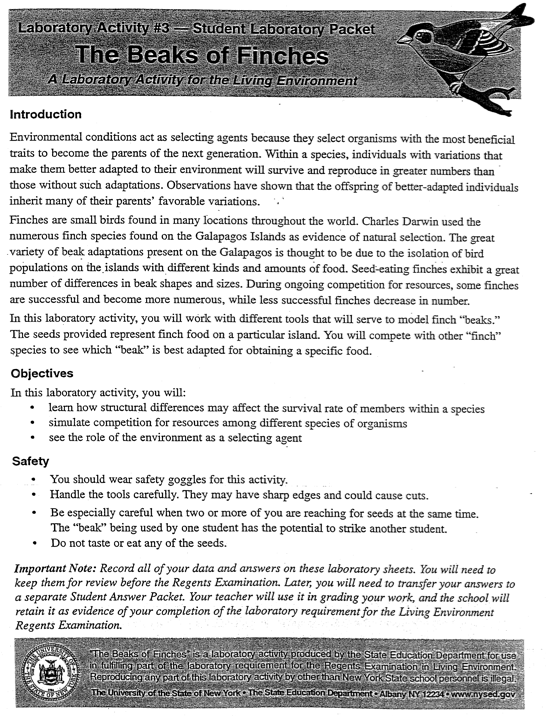 Laboratory Activity #3 — Student Laboratory Packet
The Beaks of Finches
A Laboratory Activity for the Living Environment
Introduction
Environmental conditions act as selecting agents because they select organisms with the most beneficial
traits to become the parents of the next generation. Within a species, individuals with variations that
make them better adapted to their environment will survive and reproduce in greater numbers than
those without such adaptations. Observations have shown that the offspring of better-adapted individuals
inherit many of their parents' favorable variations.
Finches are small birds found in many locations throughout the world. Charles Darwin used the
numerous finch species found on the Galapagos Islands as evidence of natural selection. The great
variety of beak adaptations present on the Galapagos is thought to be due to the isolation of bird
populations on the islands with different kinds and amounts of food. Seed-eating finches exhibit a great
number of differences in beak shapes and sizes. During ongoing competition for resources, some finches
are successful and become more numerous, while less successful finches decrease in number.
In this laboratory activity, you will work with different tools that will serve to model finch "beaks."
The seeds provided represent finch food on a particular island. You will compete with other "finch"
species to see which "beak" is best adapted for obtaining a specific food.
Objectives
In this laboratory activity, you will:
• learn how structural differences may affect the survival rate of members within a species
• simulate competition for resources among different species of organisms
• see the role of the environment as a selecting agent
Safety
• You should wear safety goggles for this activity.
• Handle the tools carefully. They may have sharp edges and could cause cuts.
• Be especially careful when two or more of you are reaching for seeds at the same time.
The "beak" being used by one student has the potential to strike another student.
• Do not taste or eat any of the seeds.
Important Note: Record all of your data and answers on these laboratory sheets. You will need to
keep them for review before the Regents Examination. Later, you will need to transfer your answers to
a separate Student Answer Packet. Your teacher will use it in grading your work, and the school will
retain it as evidence of your completion of the laboratory requirement for the Living Environment
Regents Examination.
"The Beaks of Finches" is a laboratory activity produced by the State Education Department for use
in fulfilling part of the laboratory requirement for the Regents Examination in Living Environment.
Reproducing any part of this laboratory activity by other than New York State school personnel is illegal.
The University of the State of New York • The State Education Department • Albany NY 12234 • www.nysed.gov